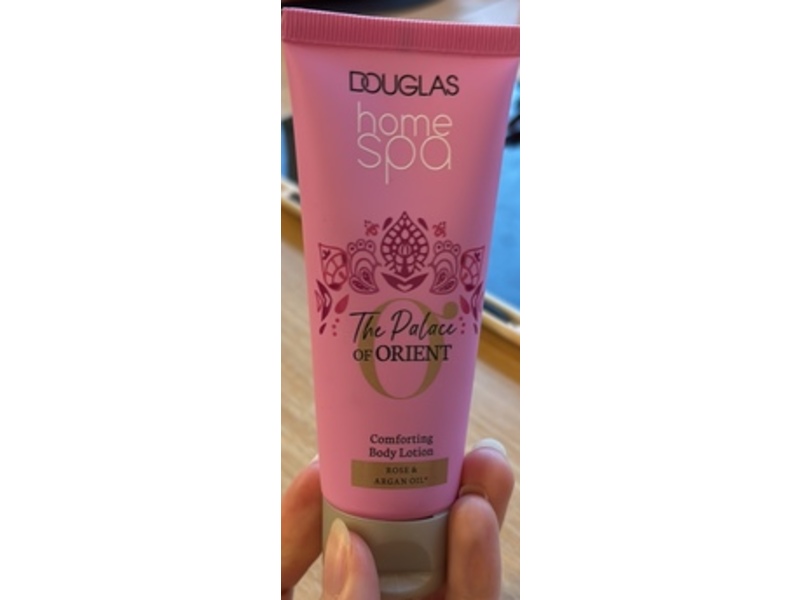 DOUGLAS
home
spa
The Palace
OF ORIENT
Comforting
Body Lotion
ROSE &
ARGAN OIL*